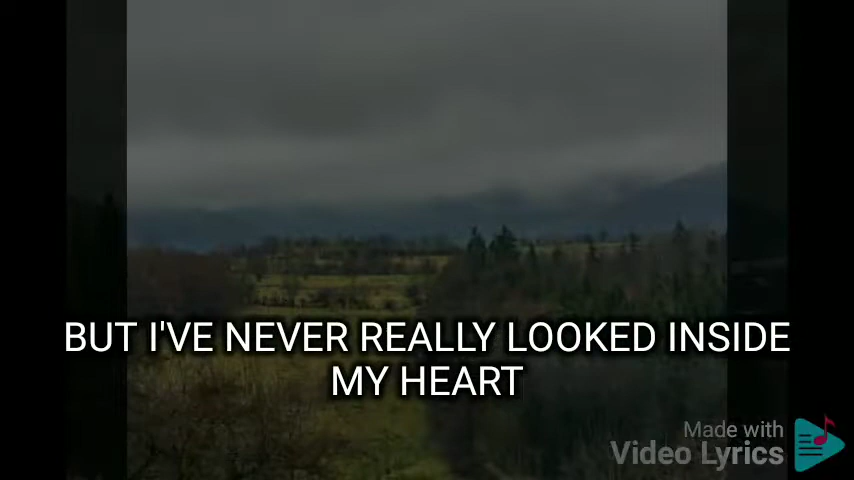 BUT I'VE NEVER REALLY LOOKED INSIDE
MY HEART
Made with
Video Lyrics